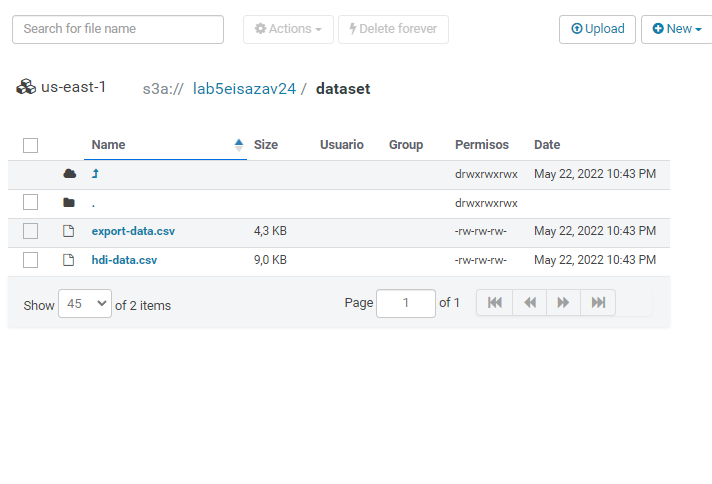 Search for file name
Actions
Delete forever
Upload
New
us-east-1 s3a:// lab5eisazav24 / dataset
Name Size Usuario Group Permisos Date
drwxrwxrwx May 22, 2022 10:43 PM
. drwxrwxrwx
export-data.csv 4,3 KB -rw-rw-rw- May 22, 2022 10:43 PM
hdi-data.csv 9,0 KB -rw-rw-rw- May 22, 2022 10:43 PM
Show 45 of 2 items Page 1 of 1